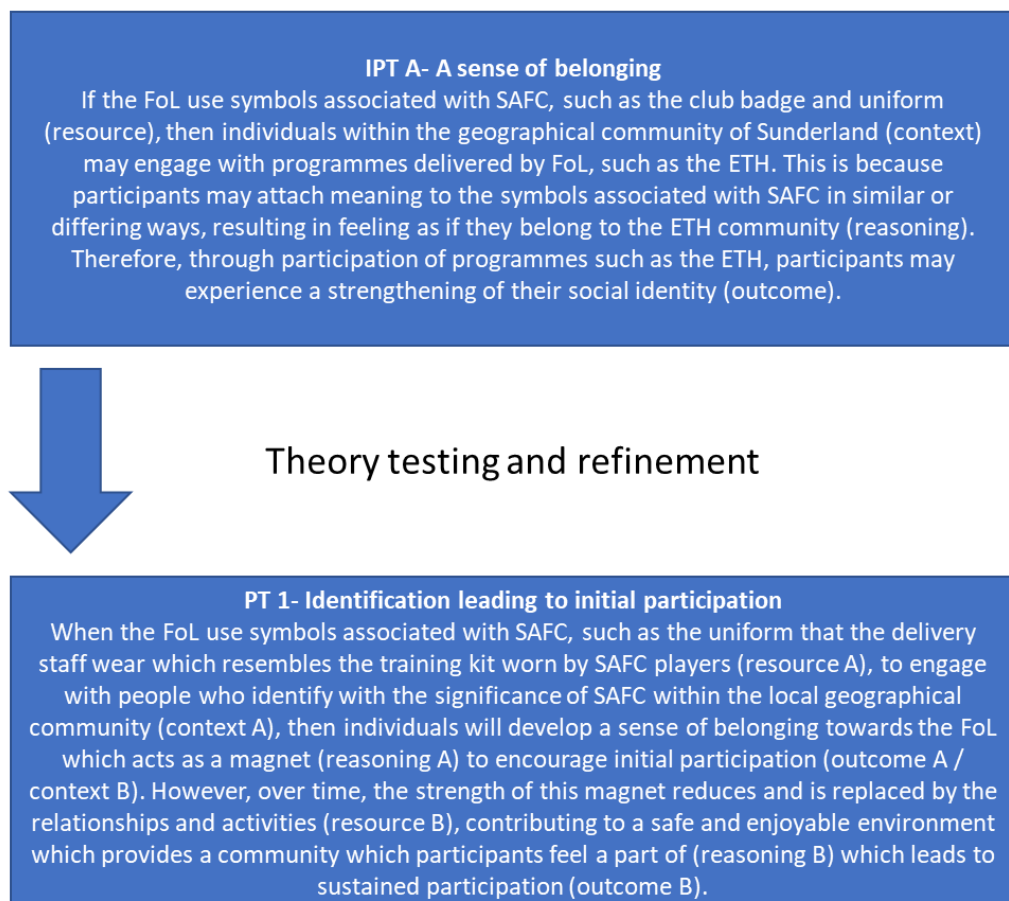 IPT A- A sense of belonging
If the FoL use symbols associated with SAFC, such as the club badge and uniform
(resource), then individuals within the geographical community of Sunderland (context)
may engage with programmes delivered by FoL, such as the ETH. This is because
participants may attach meaning to the symbols associated with SAFC in similar or
differing ways, resulting in feeling as if they belong to the ETH community (reasoning).
Therefore, through participation of programmes such as the ETH, participants may
experience a strengthening of their social identity (outcome).
Theory testing and refinement
PT 1- Identification leading to initial participation
When the FoL use symbols associated with SAFC, such as the uniform that the delivery
staff wear which resembles the training kit worn by SAFC players (resource A), to engage
with people who identify with the significance of SAFC within the local geographical
community (context A), then individuals will develop a sense of belonging towards the FoL
which acts as a magnet (reasoning A) to encourage initial participation (outcome A /
context B). However, over time, the strength of this magnet reduces and is replaced by the
relationships and activities (resource B), contributing to a safe and enjoyable environment
which provides a community which participants feel a part of (reasoning B) which leads to
sustained participation (outcome B).